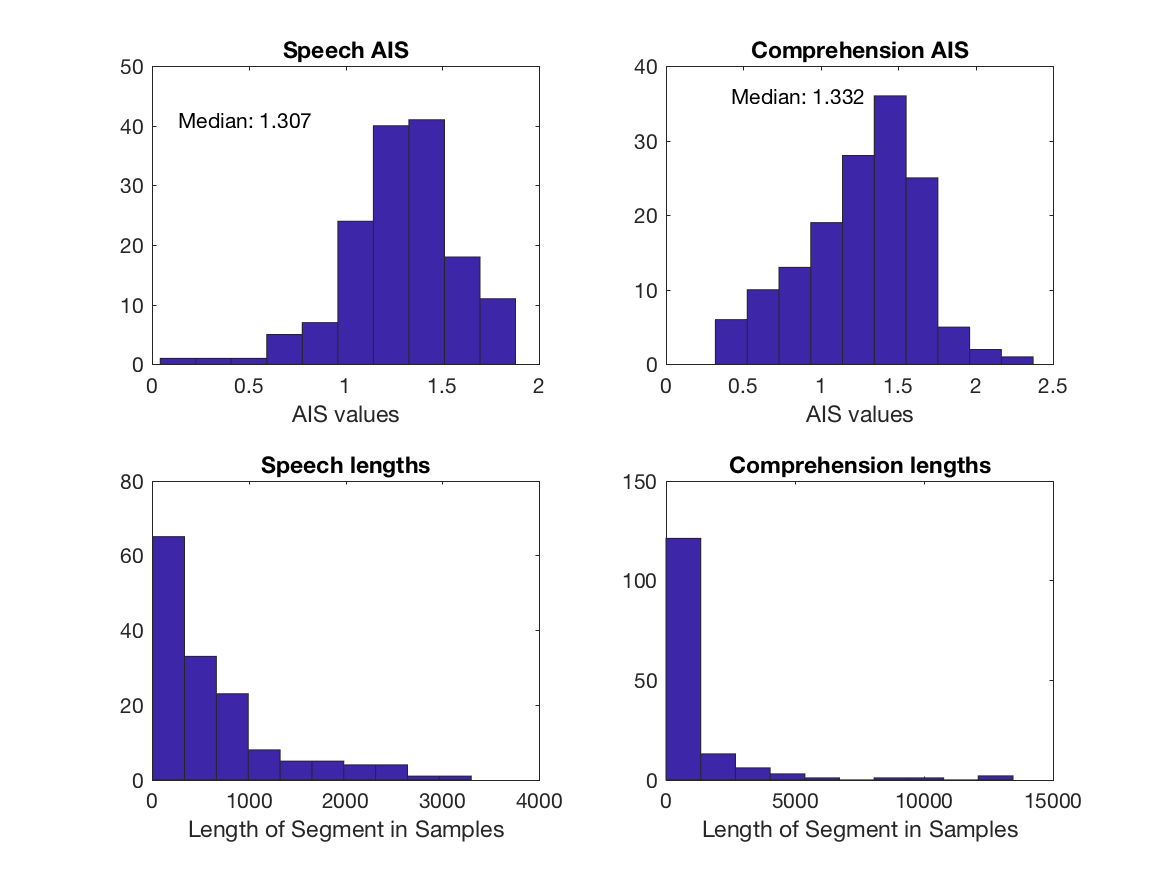 Speech AIS
50
40
30
20
10
0
Median: 1.307
0 0.5 1 1.5 2
AIS values
Comprehension AIS
40
30
20
10
0
Median: 1.332
0 0.5 1 1.5 2 2.5
AIS values
Speech lengths
80
60
40
20
0
0 1000 2000 3000 4000
Length of Segment in Samples
Comprehension lengths
150
100
50
0
0 5000 10000 15000
Length of Segment in Samples